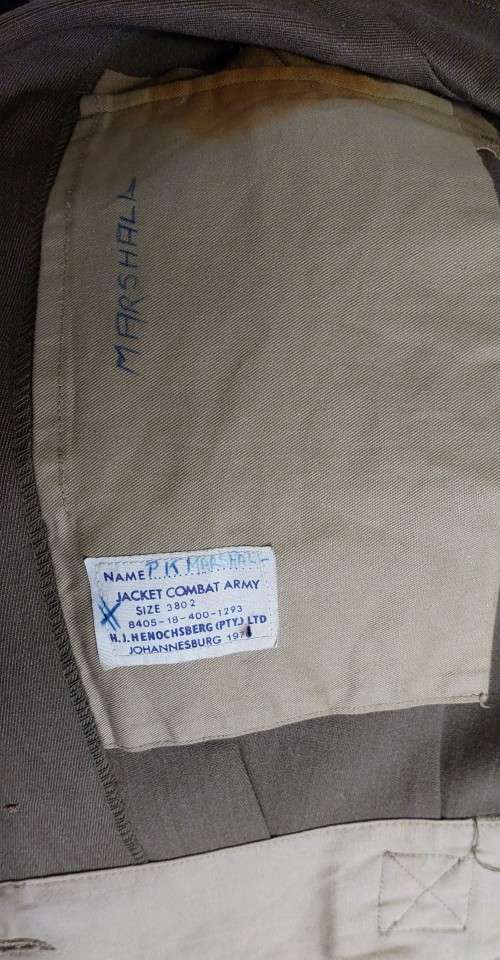 MARSHALL
NAME P K MARSHALL
JACKET COMBAT ARMY
SIZE 3802
8405-18-400-1293
H.J.HENOCHSBERG (PTY.) LTD
JOHANNESBURG